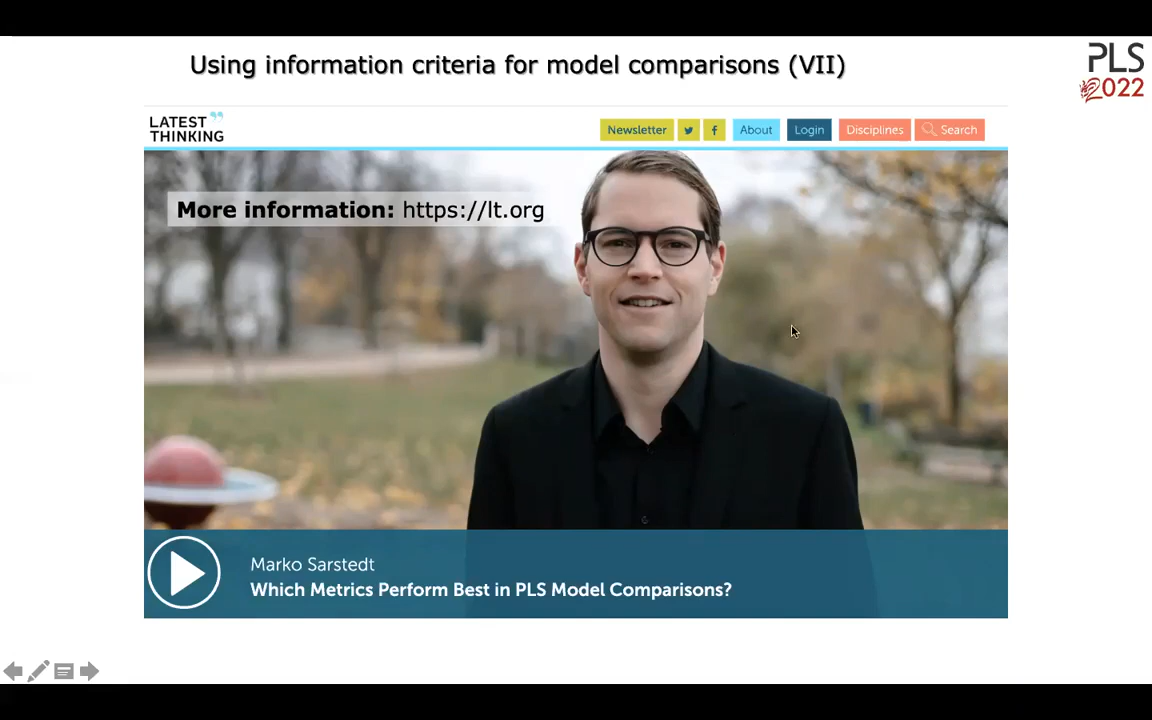 Using information criteria for model comparisons (VII)
PLS
2022
LATEST”
THINKING
Newsletter
f
About
Login
Disciplines
Search
More information: https://lt.org
Marko Sarstedt
Which Metrics Perform Best in PLS Model Comparisons?